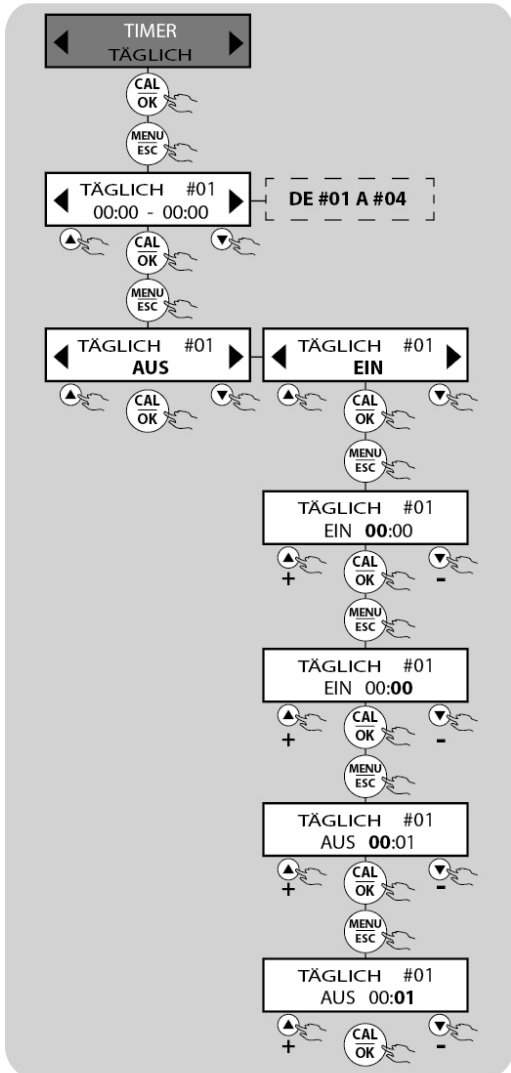 TIMER
TÄGLICH
CAL
OK
MENU
ESC
TÄGLICH #01
00:00 - 00:00
DE #01 A #04
CAL
OK
MENU
ESC
TÄGLICH #01
AUS
TÄGLICH #01
EIN
CAL
OK
CAL
OK
MENU
ESC
TÄGLICH #01
EIN 00:00
+
CAL
OK
-
MENU
ESC
TÄGLICH #01
EIN 00:00
+
CAL
OK
-
MENU
ESC
TÄGLICH #01
AUS 00:01
+
CAL
OK
-
MENU
ESC
TÄGLICH #01
AUS 00:01
+
CAL
OK
-